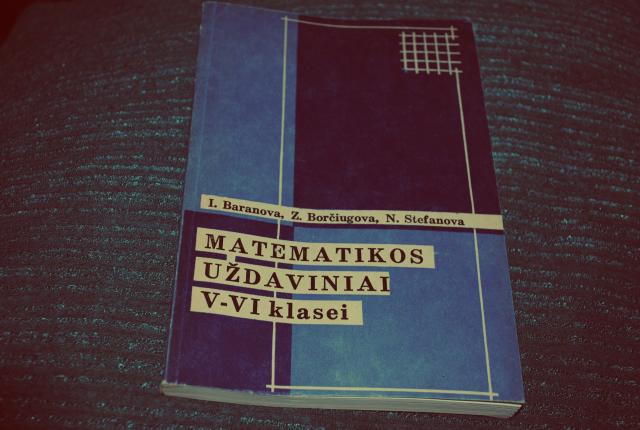 I. Baranova, Z. Borčiugova, N. Stefanova
MATEMATIKOS
UŽDAVINIAI
V-VI klasei